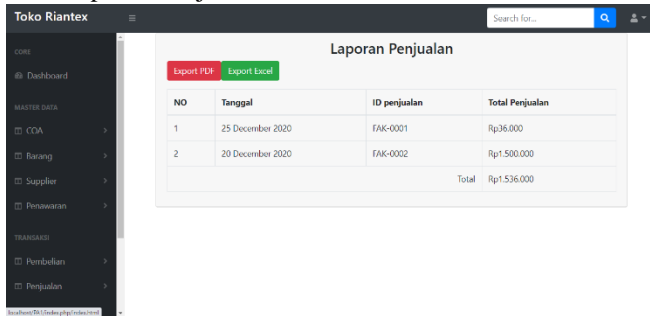 Toko Riantex
Search for...
CORE
Dashboard
MASTER DATA
COA
Barang
Supplier
Penawaran
TRANSAKSI
Pembelian
Penjualan
Laporan Penjualan
Export PDF Export Excel
NO Tanggal ID penjualan Total Penjualan
1 25 December 2020 FAK-0001 Rp36.000
2 20 December 2020 FAK-0002 Rp1.500.000
Total Rp1.536.000